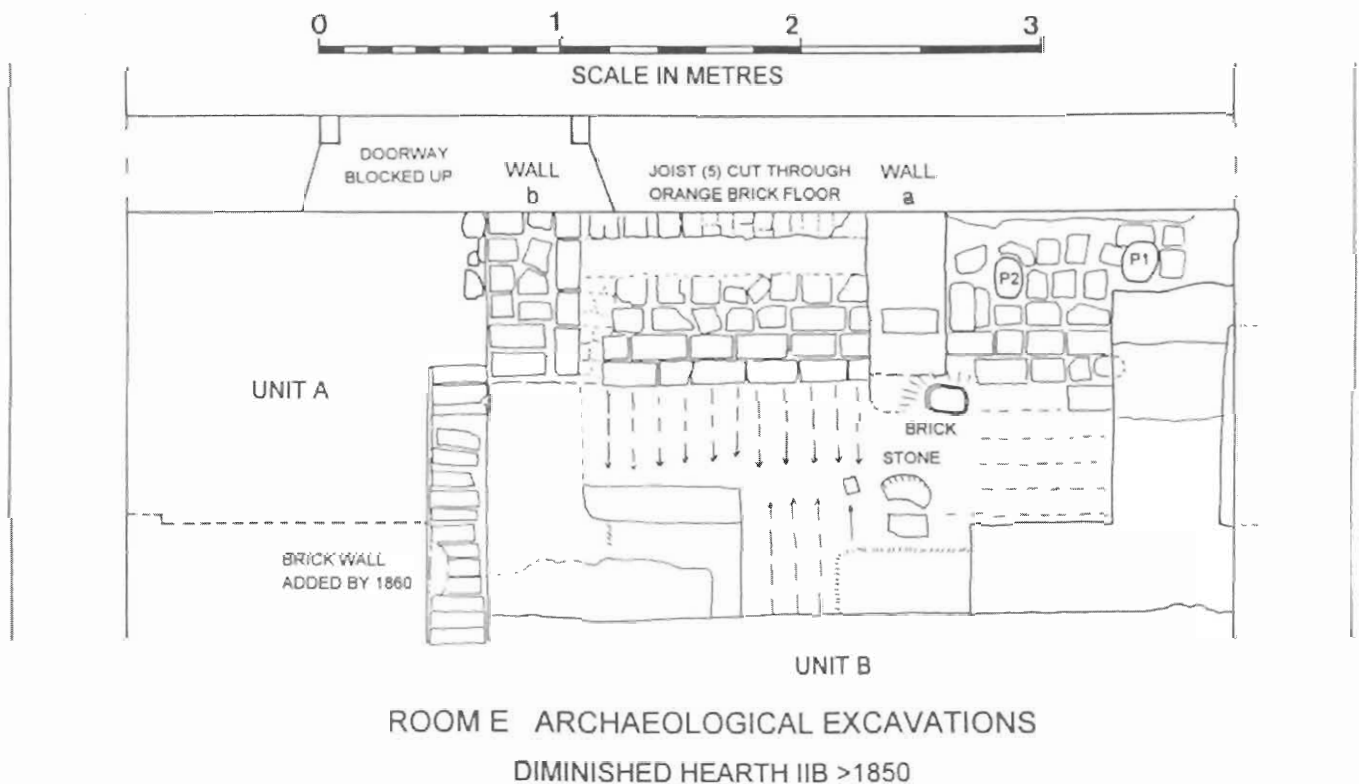 0 1 2 3
SCALE IN METRES
DOORWAY
BLOCKED UP
WALL
b
JOIST (5) CUT THROUGH
ORANGE BRICK FLOOR
WALL
a
P1
P2
UNIT A
BRICK
STONE
BRICK WALL
ADDED BY 1860
UNIT B
ROOM E ARCHAEOLOGICAL EXCAVATIONS
DIMINISHED HEARTH IIB >1850